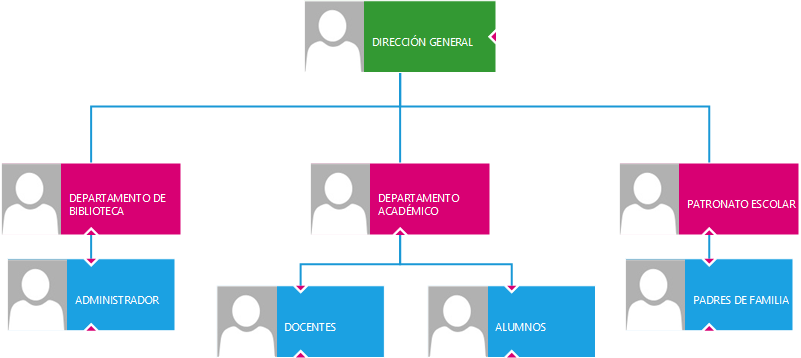 DIRECCIÓN GENERAL
DEPARTAMENTO DE
BIBLIOTECA
DEPARTAMENTO
ACADÉMICO
PATRONATO ESCOLAR
ADMINISTRADOR
DOCENTES
ALUMNOS
PADRES DE FAMILIA